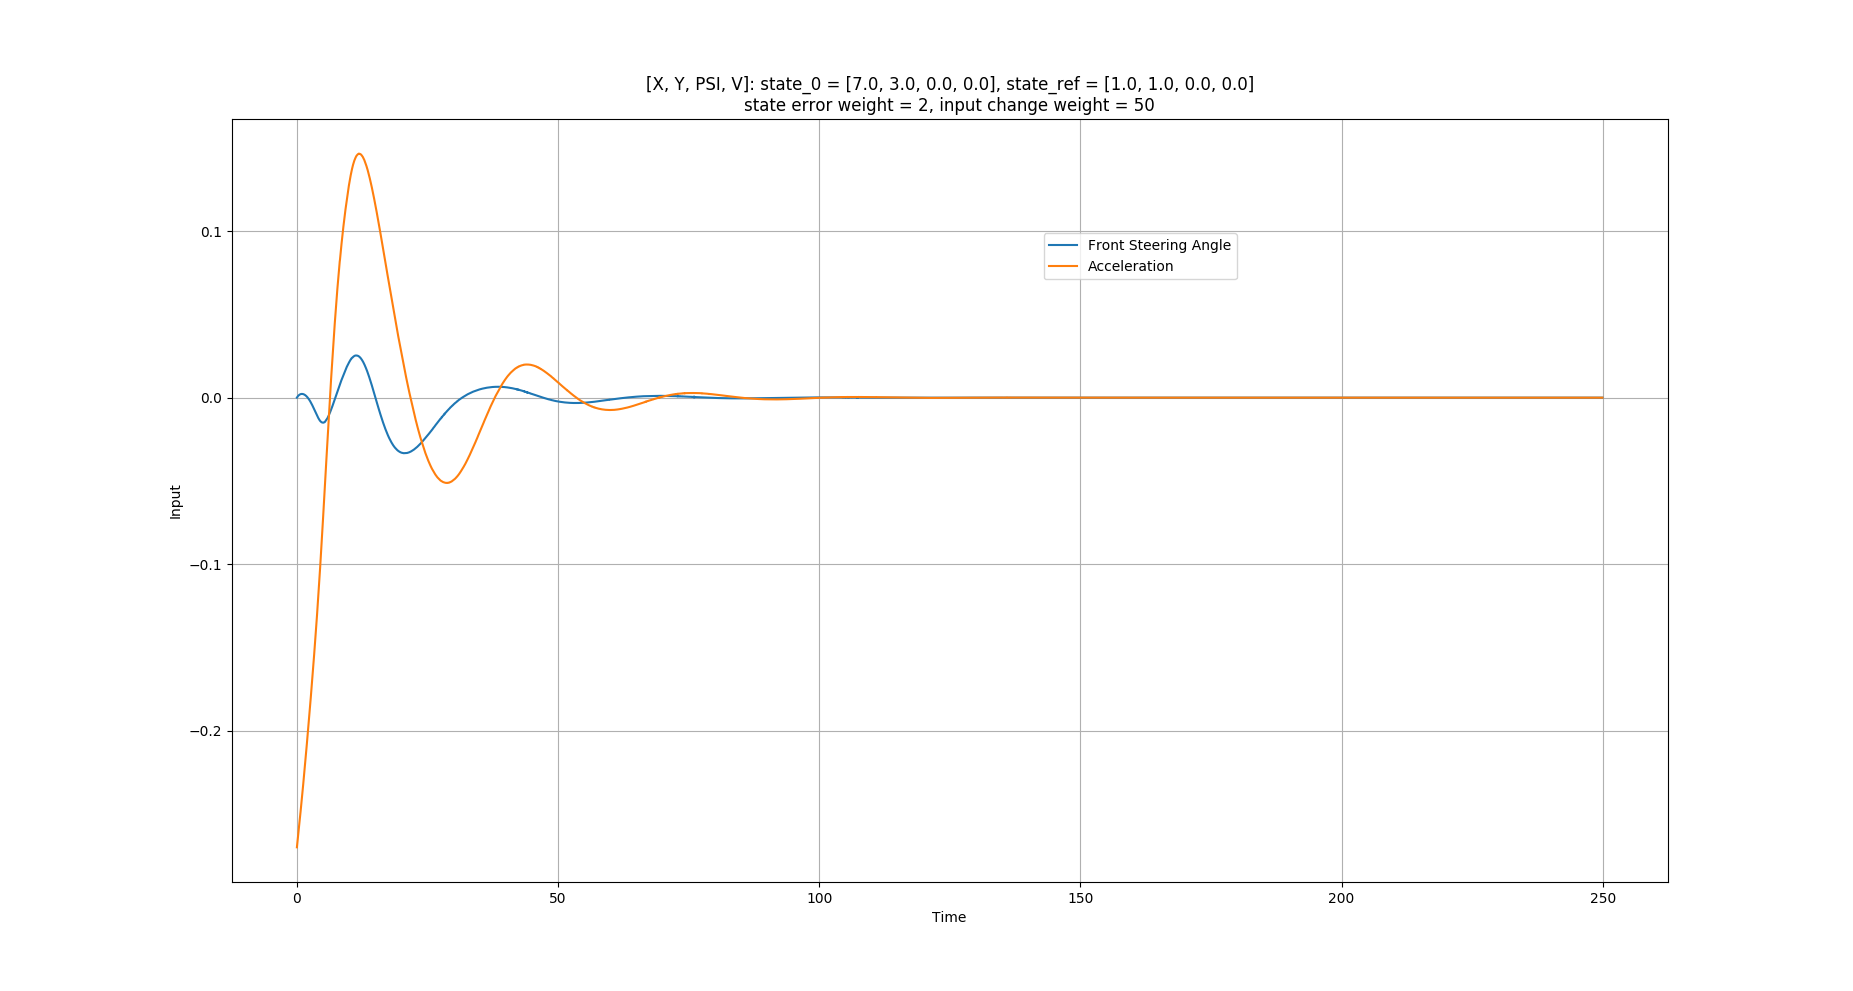 [X, Y, PSI, V]: state_0 = [7.0, 3.0, 0.0, 0.0], state_ref = [1.0, 1.0, 0.0, 0.0]
state error weight = 2, input change weight = 50
0.1
0.0
−0.1
−0.2
Input
Front Steering Angle
Acceleration
0 50 100 150 200 250
Time